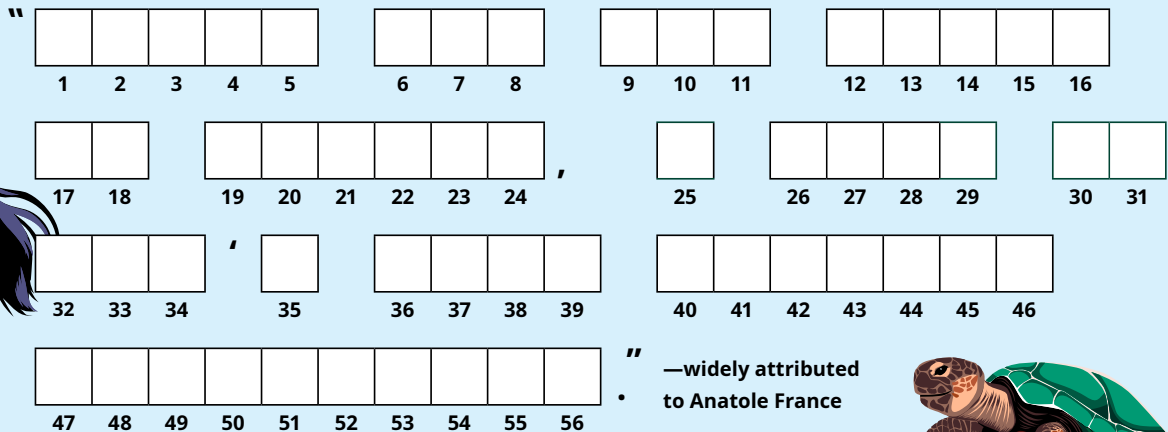 “
1 2 3 4 5 6 7 8 9 10 11 12 13 14 15 16
,
17 18 19 20 21 22 23 24 25 26 27 28 29 30 31
‘
32 33 34 35 36 37 38 39 40 41 42 43 44 45 46
. ”
—widely attributed
to Anatole France
47 48 49 50 51 52 53 54 55 56